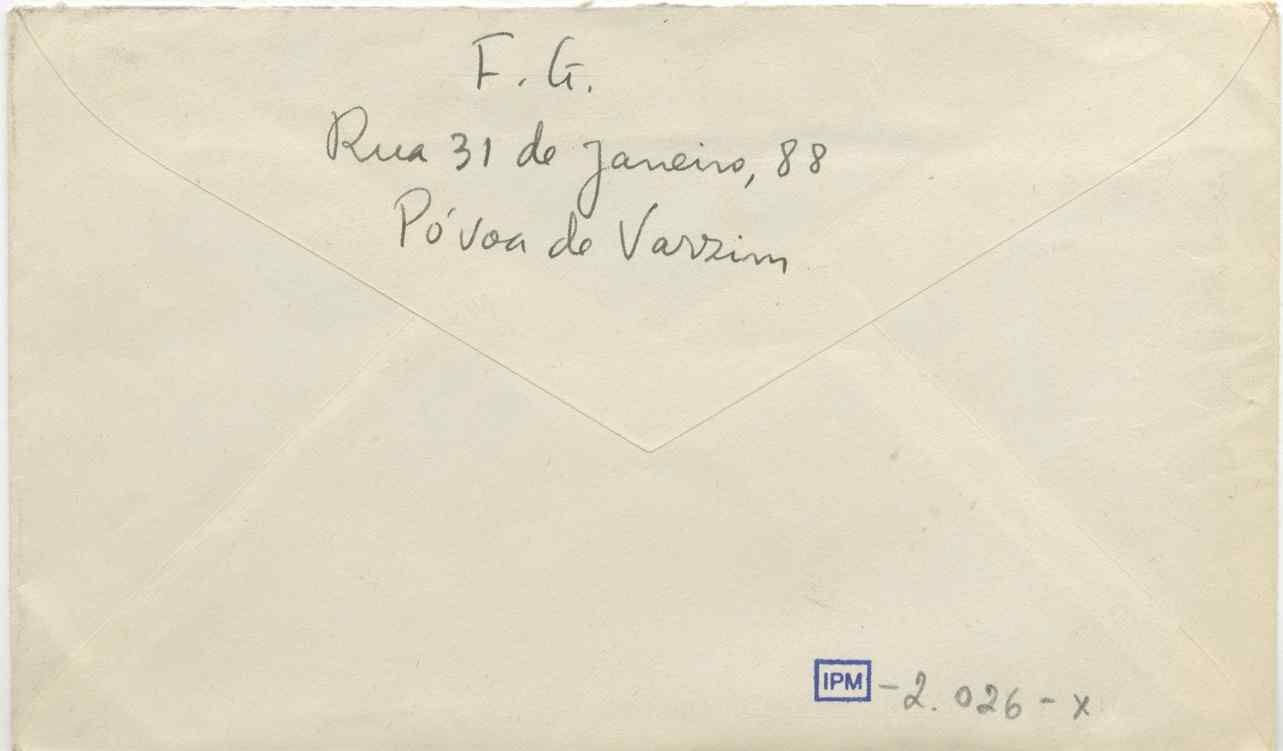 F. G.
Rua 31 de Janeiro, 88
Póvoa de Varzim
IPM - 2.026 - x